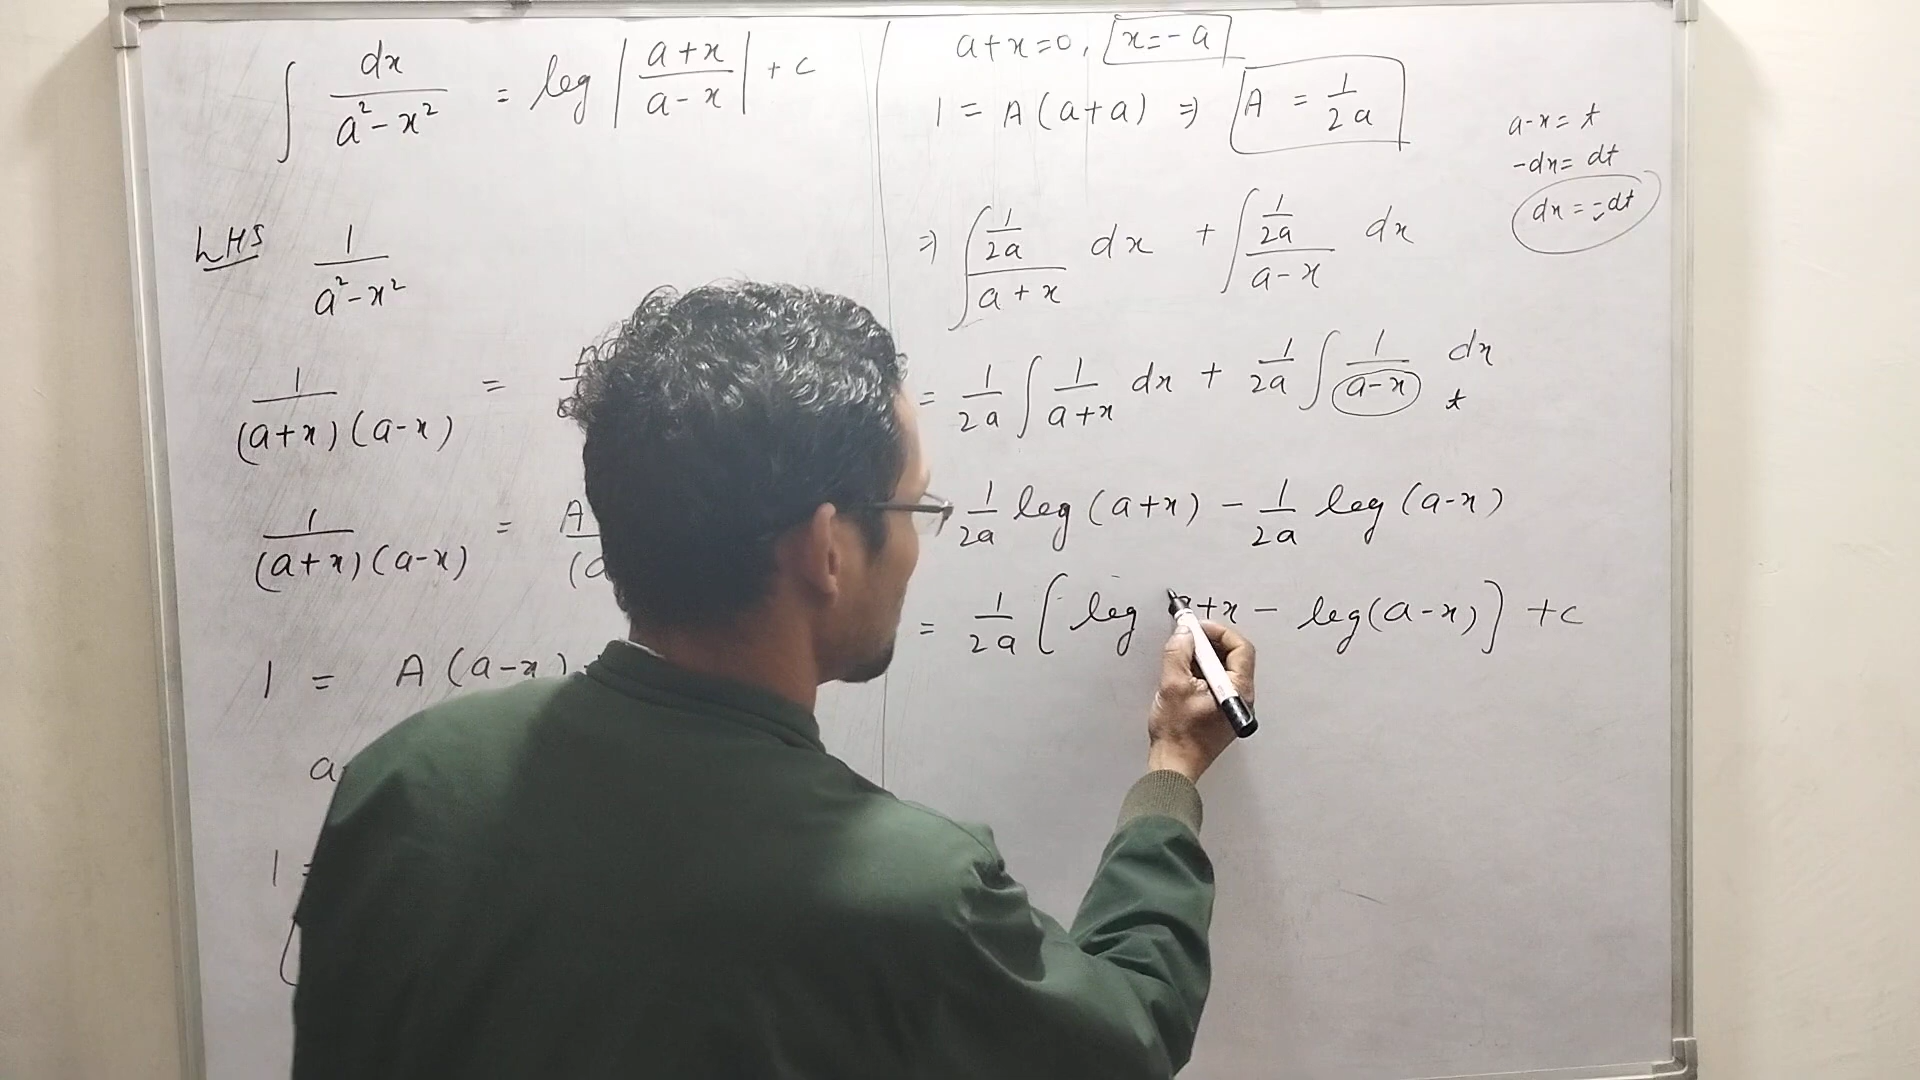 ∫ dx/(a²-x²) = log |(a+x)/(a-x)| + c
LHS 1/(a²-x²)
1/((a+x)(a-x)) =
1/((a+x)(a-x)) = A
1 = A(a-x)
a
1 =
a+x=0, x=-a
1 = A(a+a) ⇒ A = 1/2a
⇒ ∫ (1/2a)/(a+x) dx + ∫ (1/2a)/(a-x) dx
= 1/2a ∫ 1/(a+x) dx + 1/2a ∫ 1/(a-x) dx
t
1/2a log(a+x) - 1/2a log(a-x)
= 1/2a [log a+x - log(a-x)] + c
a-x = t
-dx = dt
dx = -dt